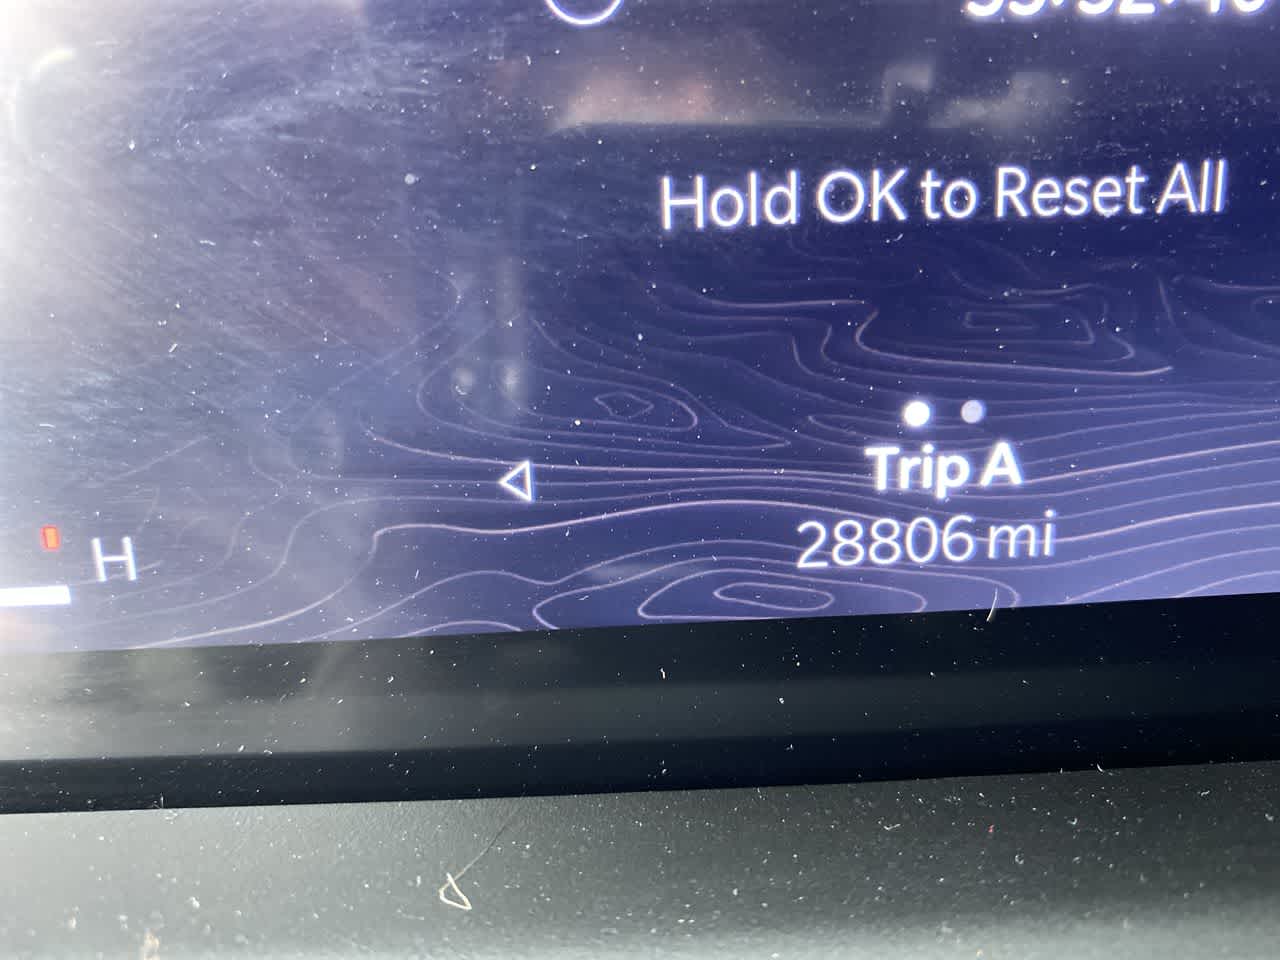 Hold OK to Reset All
Trip A
28806 mi
H